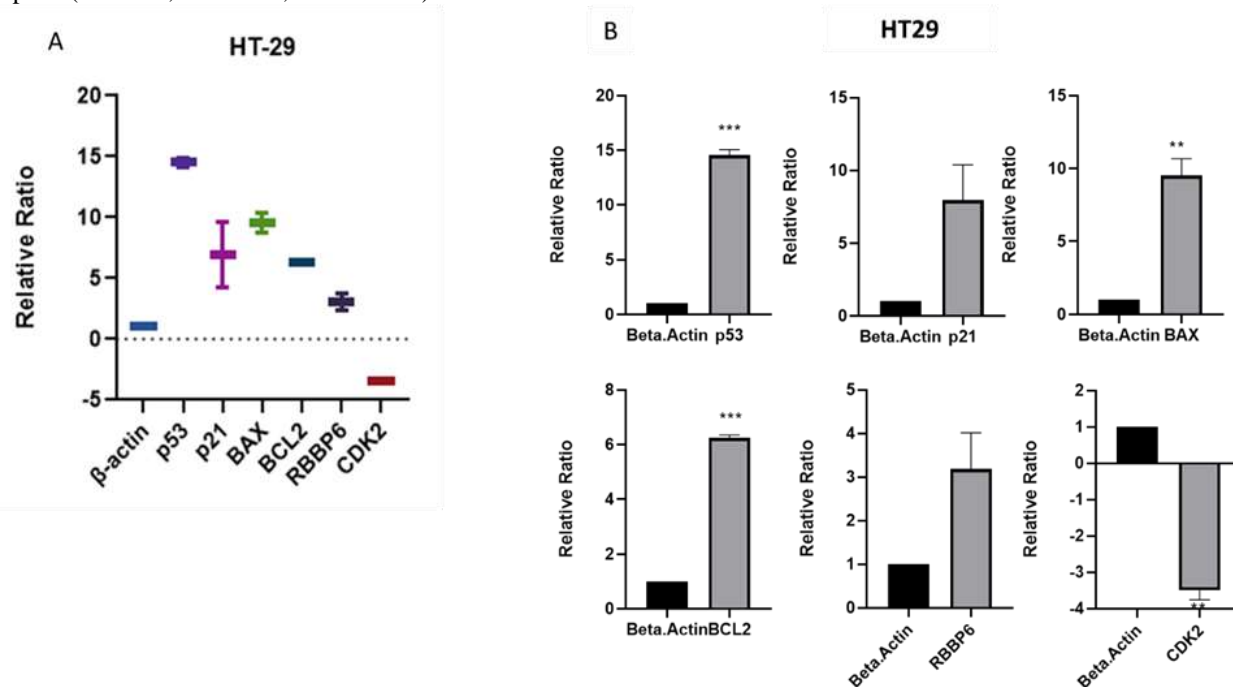 A
HT-29
Relative Ratio
20
15
10
5
0
-5
β-actin
p53
p21
BAX
BCL2
RBBP6
CDK2
B
HT29
Relative Ratio
20
15
10
5
0
***
Beta.Actin p53
Relative Ratio
15
10
5
0
Beta.Actin p21
Relative Ratio
15
10
5
0
**
Beta.Actin BAX
Relative Ratio
8
6
4
2
0
***
Beta.ActinBCL2
Relative Ratio
5
4
3
2
1
0
Beta.Actin
RBBP6
Relative Ratio
2
1
0
-1
-2
-3
-4
**
Beta.Actin
CDK2